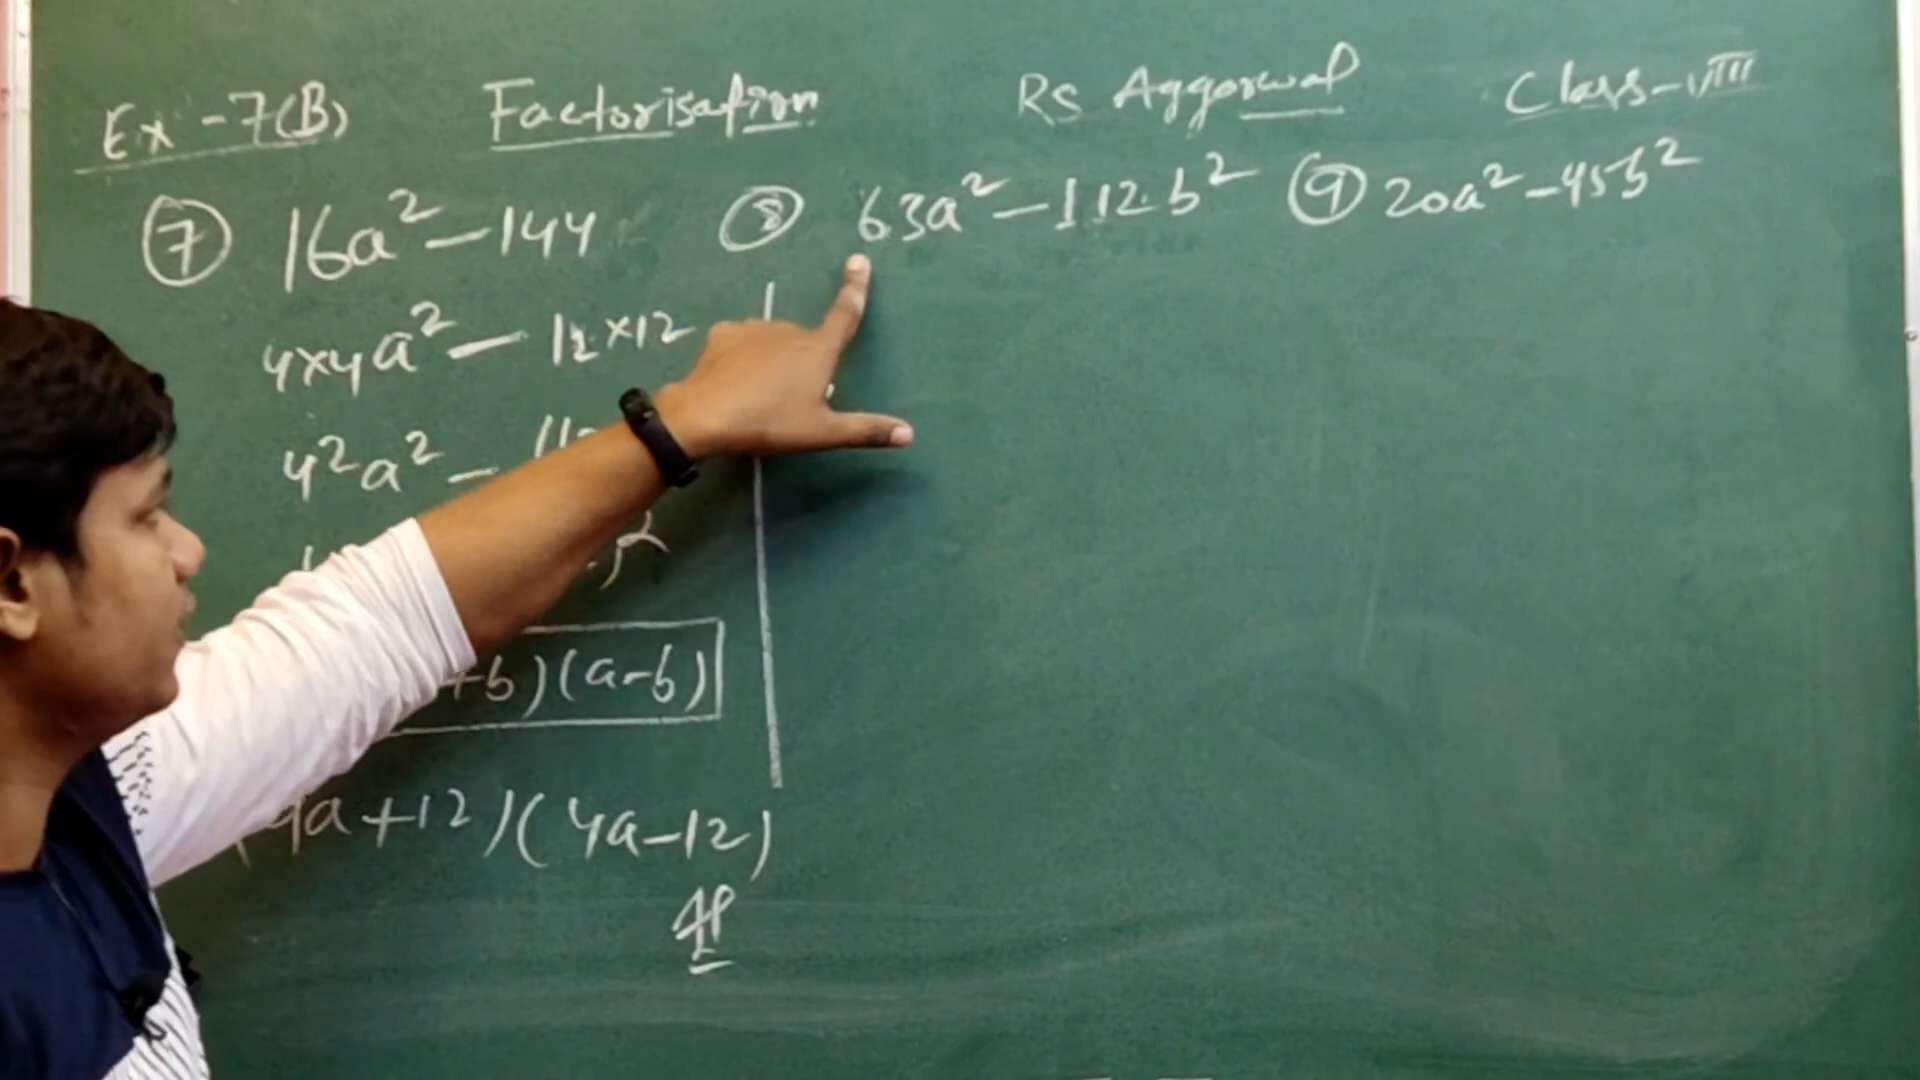 Ex-7(B) Factorisation RS Aggarwal Class-VIII
⑦ 16a²-144 ⑧ 63a²-112b² ⑨ 20a²-45b²
4×4a²-12×12
4²a²-
+b)(a-b)
4a+12)(4a-12)